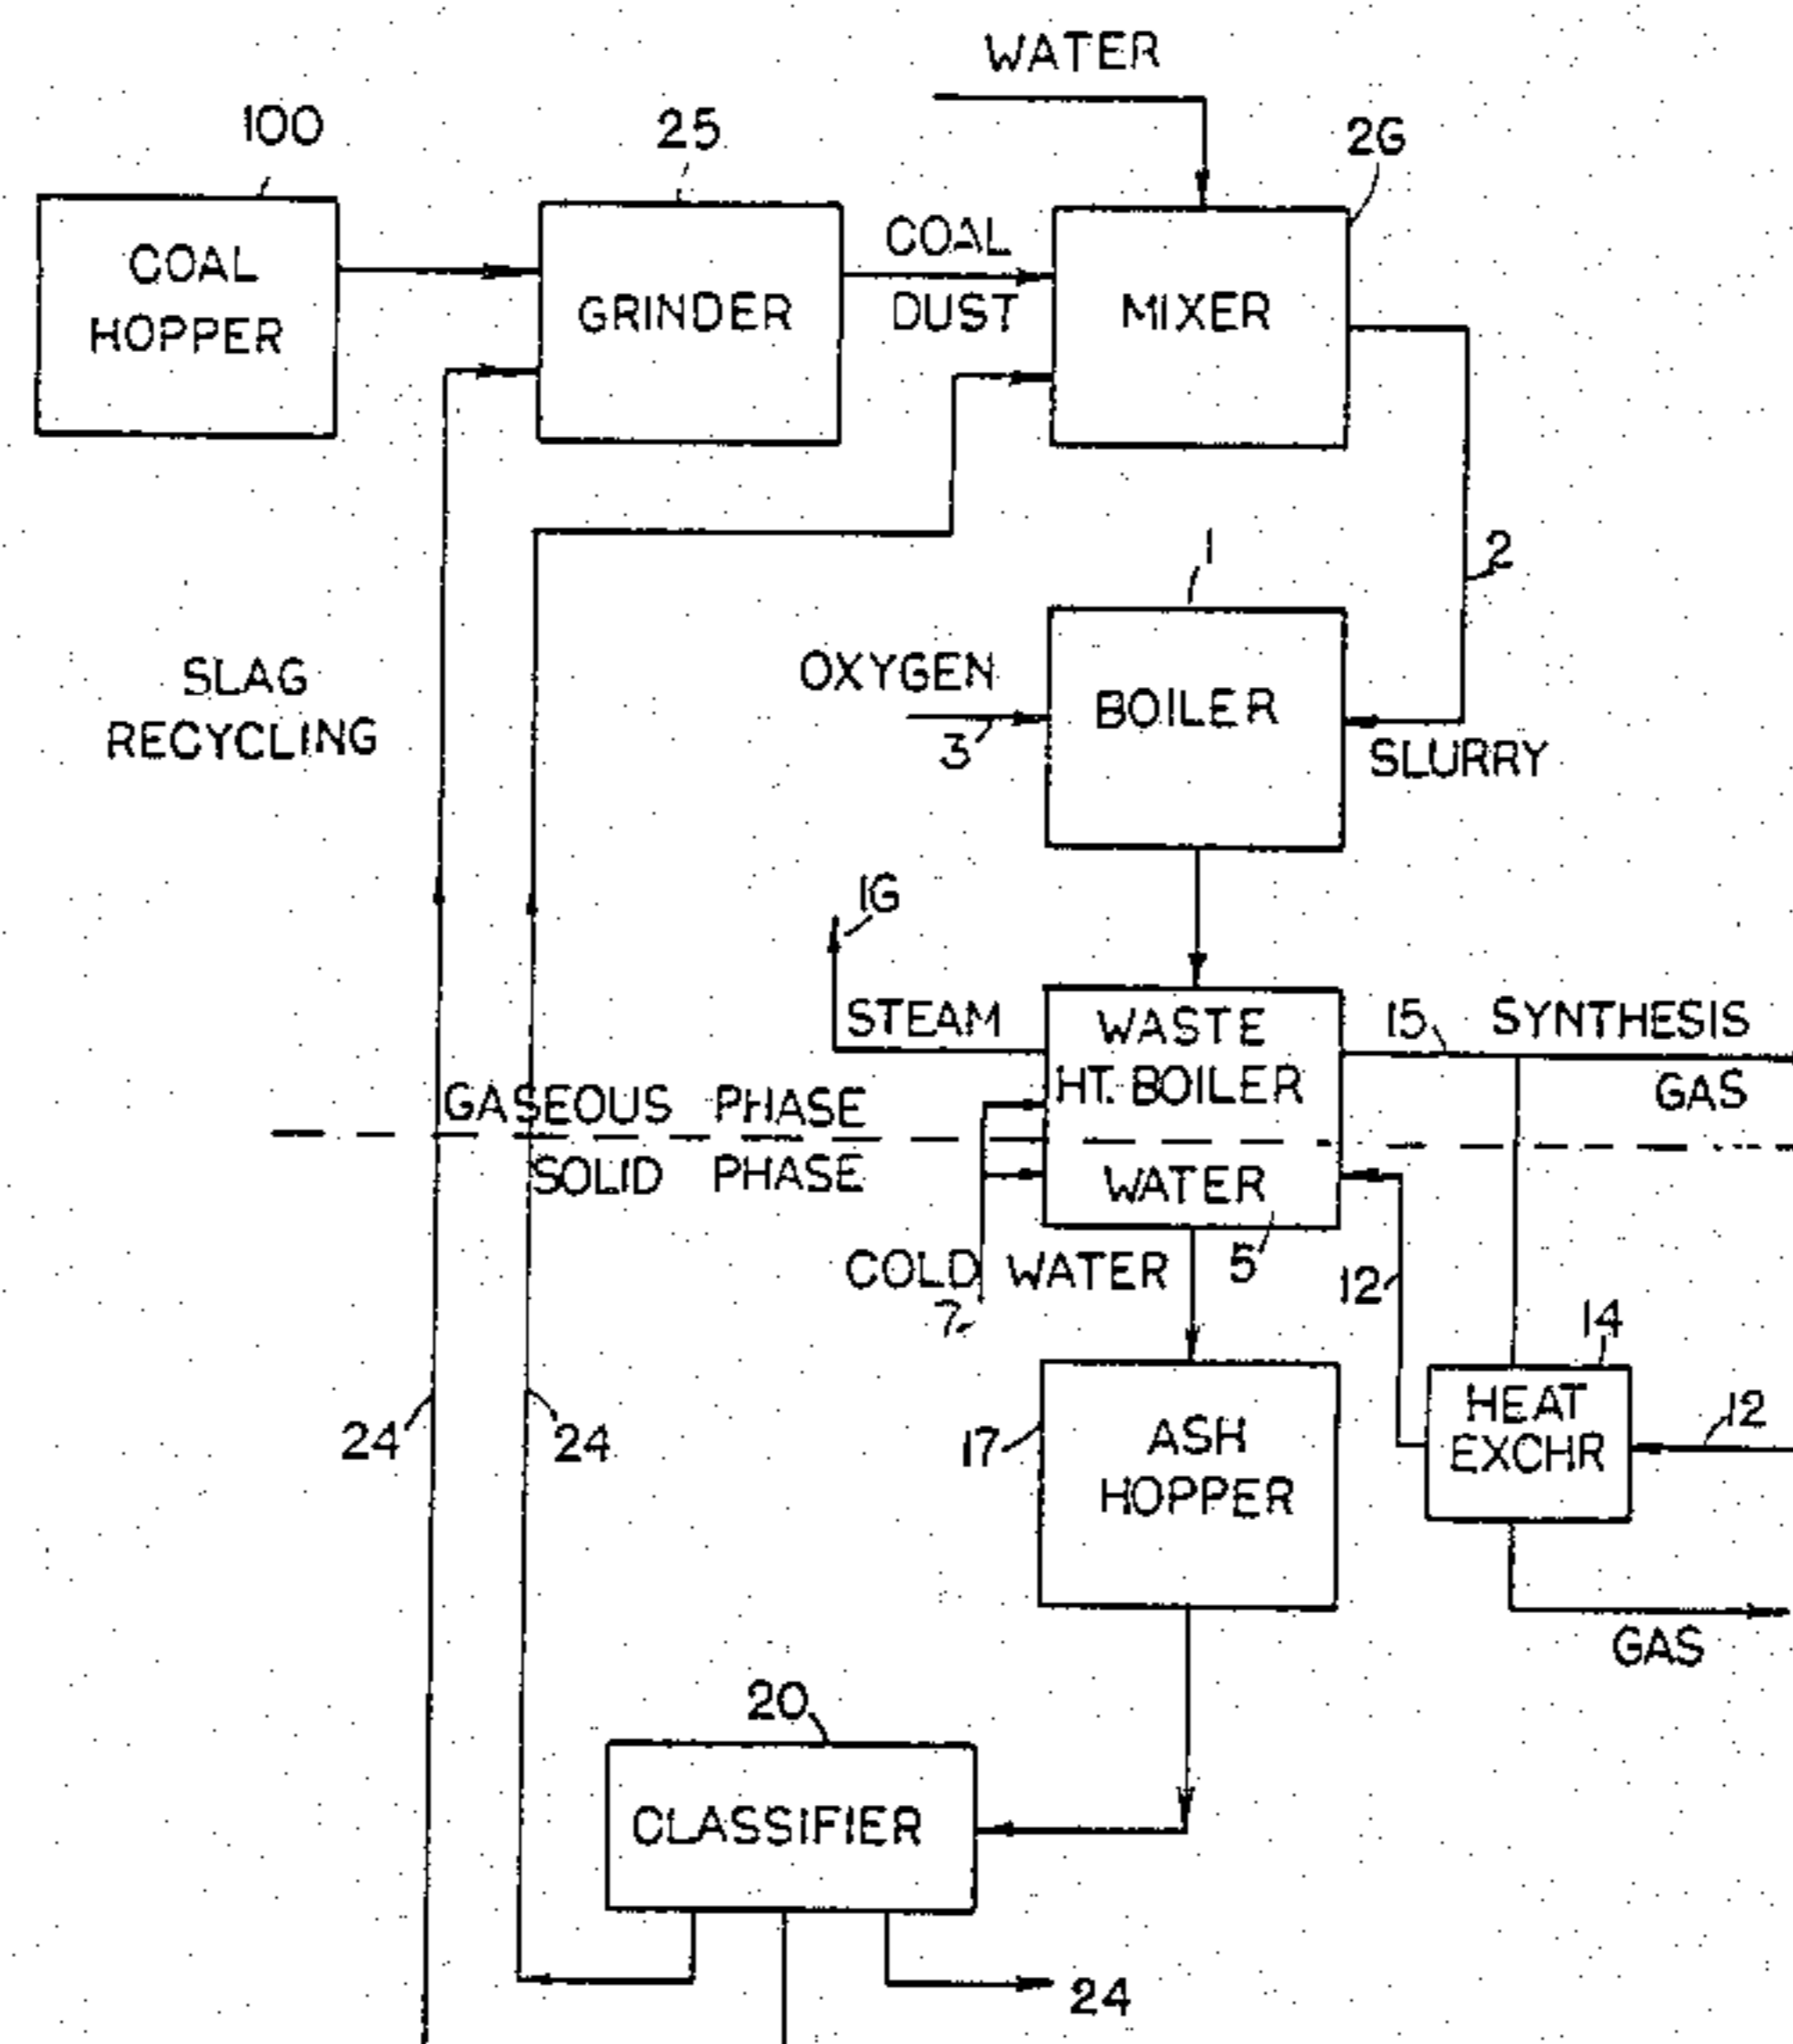 WATER
100
25
26
COAL
HOPPER
GRINDER
COAL
DUST
MIXER
SLAG
RECYCLING
1
2
OXYGEN
3
BOILER
SLURRY
16
STEAM
WASTE
HT. BOILER
15
SYNTHESIS
GAS
GASEOUS PHASE
SOLID PHASE
WATER
5
COLD WATER
7
12
14
HEAT
EXCHR
12
24
24
17
ASH
HOPPER
GAS
20
CLASSIFIER
24